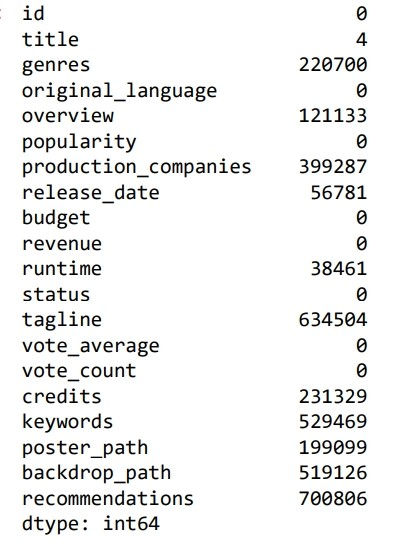 id 0
title 4
genres 220700
original_language 0
overview 121133
popularity 0
production_companies 399287
release_date 56781
budget 0
revenue 0
runtime 38461
status 0
tagline 634504
vote_average 0
vote_count 0
credits 231329
keywords 529469
poster_path 199099
backdrop_path 519126
recommendations 700806
dtype: int64